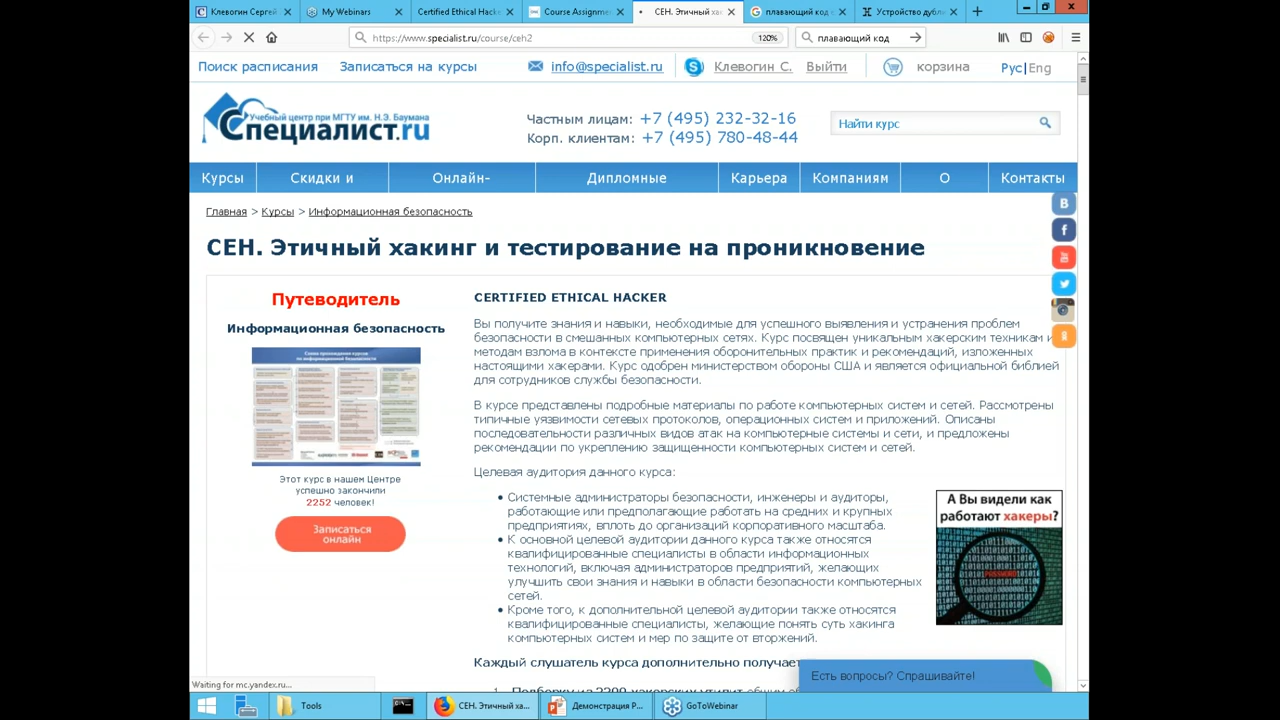 Клевогин Сергей
My Webinars
Certified Ethical Hacke
Course Assignme
CEH. Этичный ха
плавающий код
Устройство дубл
https://www.specialist.ru/course/ceh2
120%
плавающий код
Поиск расписания
Записаться на курсы
info@specialist.ru
Клевогин С.
Выйти
корзина
Рус|Eng
Учебный центр при МГТУ им. Н.Э. Баумана
Специалист.ru
Частным лицам: +7 (495) 232-32-16
Корп. клиентам: +7 (495) 780-48-44
Найти курс
Курсы
Скидки и
Онлайн-
Дипломные
Карьера
Компаниям
О
Контакты
Главная > Курсы > Информационная безопасность
CEH. Этичный хакинг и тестирование на проникновение
Путеводитель
Информационная безопасность
Этот курс в нашем Центре
успешно закончили
2252 человек!
Записаться
онлайн
CERTIFIED ETHICAL HACKER
Вы получите знания и навыки, необходимые для успешного выявления и устранения проблем
безопасности в смешанных компьютерных сетях. Курс посвящен уникальным хакерским техникам и
методам взлома в контексте применения оборонительных практик и рекомендаций, изложенных
настоящими хакерами. Курс одобрен министерством обороны США и является официальной библией
для сотрудников службы безопасности.
В курсе представлены подробные материалы по работе компьютерных систем и сетей. Рассмотрены
типичные уязвимости сетевых протоколов, операционных систем и приложений. Описаны
последовательности различных видов атак на компьютерные системы и сети, и предложены
рекомендации по укреплению защищенности компьютерных систем и сетей.
Целевая аудитория данного курса:
Системные администраторы безопасности, инженеры и аудиторы,
работающие или предполагающие работать на средних и крупных
предприятиях, вплоть до организаций корпоративного масштаба.
К основной целевой аудитории данного курса также относятся
квалифицированные специалисты в области информационных
технологий, включая администраторов предприятий, желающих
улучшить свои знания и навыки в области безопасности компьютерных
сетей.
Кроме того, к дополнительной целевой аудитории также относятся
квалифицированные специалисты, желающие понять суть хакинга
компьютерных систем и мер по защите от вторжений.
А Вы видели как
работают хакеры?
PASSWORD
Каждый слушатель курса дополнительно получает
Есть вопросы? Спрашивайте!
1. Подборку из 2200 хакерских утилит общим об
Waiting for mc.yandex.ru...
Tools
CEH. Этичный ха...
Демонстрация Р...
GoToWebinar